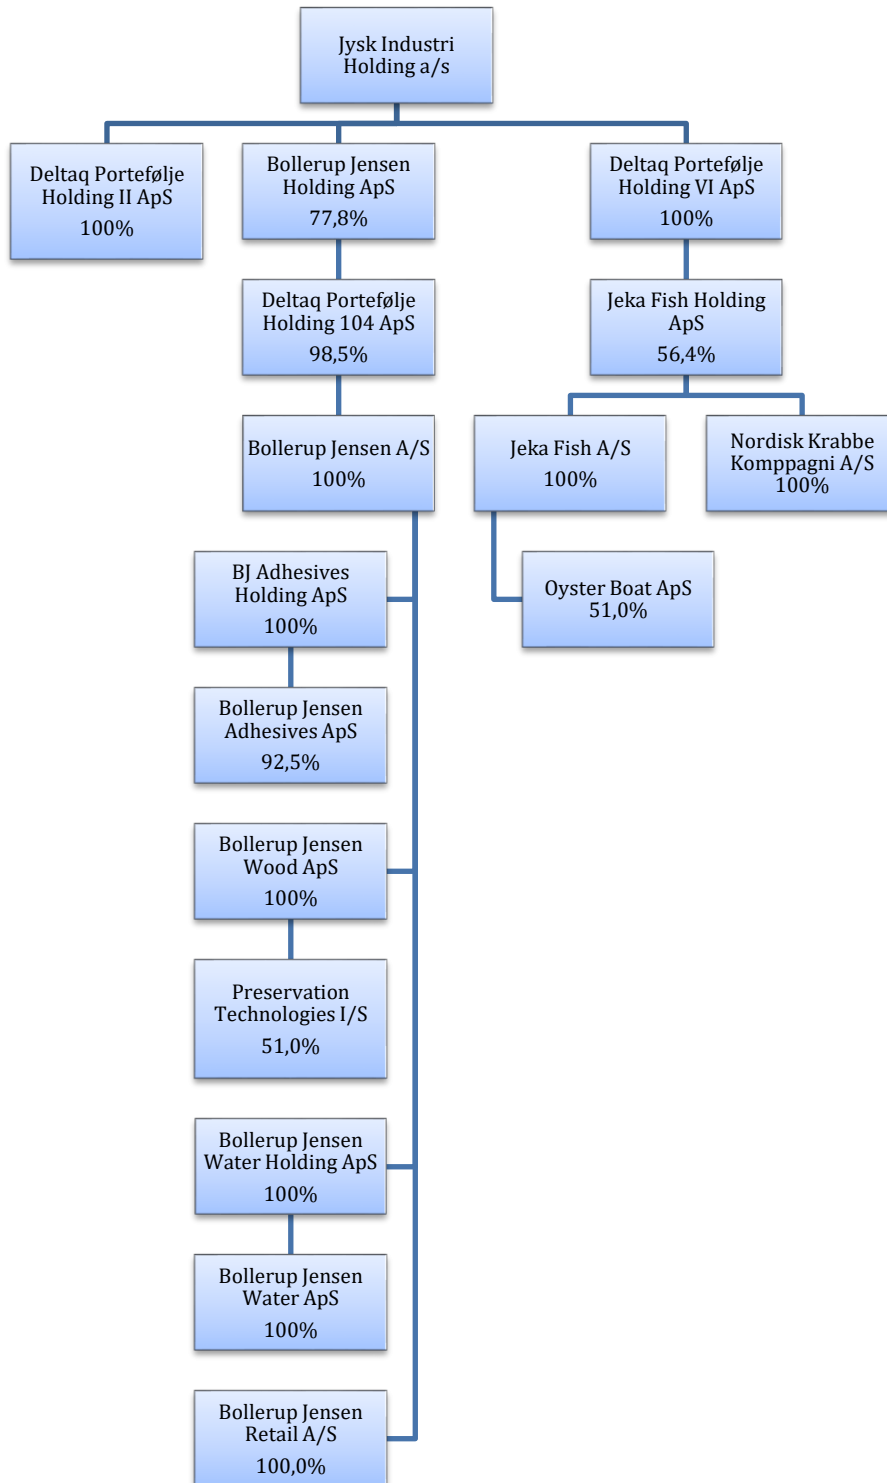 Jysk Industri
Holding a/s
Deltaq Portefølje
Holding II ApS
100%
Bollerup Jensen
Holding ApS
77,8%
Deltaq Portefølje
Holding VI ApS
100%
Deltaq Portefølje
Holding 104 ApS
98,5%
Jeka Fish Holding
ApS
56,4%
Bollerup Jensen A/S
100%
Jeka Fish A/S
100%
Nordisk Krabbe
Komppagni A/S
100%
BJ Adhesives
Holding ApS
100%
Oyster Boat ApS
51,0%
Bollerup Jensen
Adhesives ApS
92,5%
Bollerup Jensen
Wood ApS
100%
Preservation
Technologies I/S
51,0%
Bollerup Jensen
Water Holding ApS
100%
Bollerup Jensen
Water ApS
100%
Bollerup Jensen
Retail A/S
100,0%